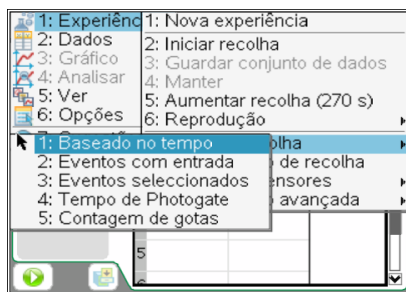 1: Experiênc
2: Dados
3: Gráfico
4: Analisar
5: Ver
6: Opções
1: Nova experiência
2: Iniciar recolha
3: Guardar conjunto de dados
4: Manter
5: Aumentar recolha (270 s)
6: Reprodução
olha
de recolha
ensores
avançada
1: Baseado no tempo
2: Eventos com entrada
3: Eventos seleccionados
4: Tempo de Photogate
5: Contagem de gotas
5